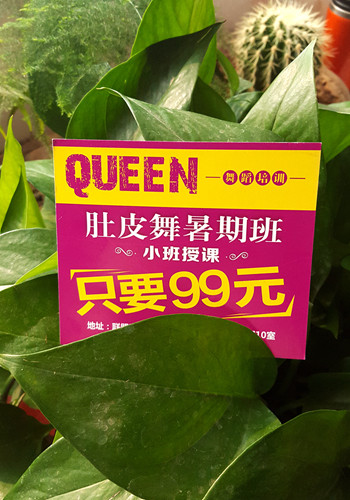 QUEEN 舞蹈培训
肚皮舞暑期班
小班授课
只要99元
地址:
10室